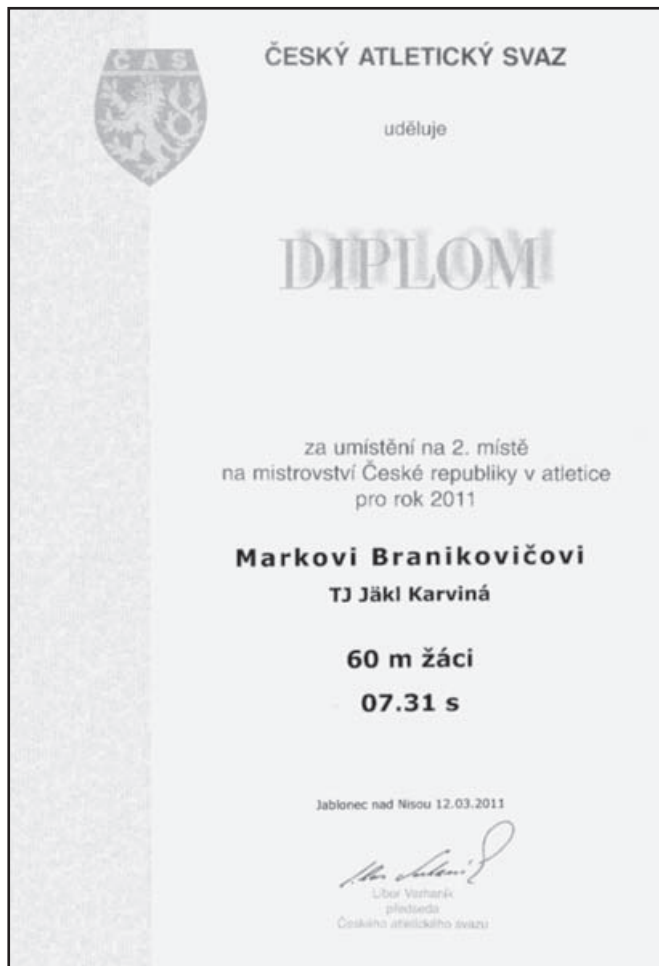 ČAS
ČESKÝ ATLETICKÝ SVAZ
uděluje
DIPLOM
za umístění na 2. místě
na mistrovství České republiky v atletice
pro rok 2011
Markovi Branikovičovi
TJ Jäkl Karviná
60 m žáci
07.31 s
Jablonec nad Nisou 12.03.2011
Libor Varhaník
předseda
Českého atletického svazu